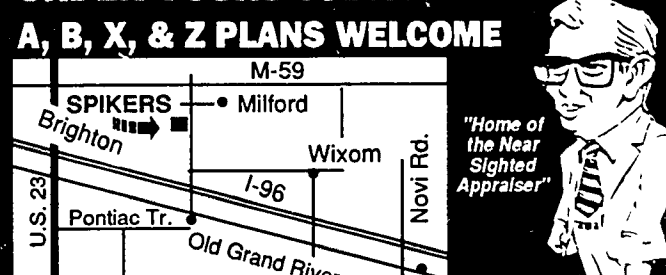 A, B, X, & Z PLANS WELCOME
M-59
SPIKERS
Milford
Brighton
Wixom
I-96
Novi Rd.
U.S. 23
Pontiac Tr.
Old Grand River
"Home of
the Near
Sighted
Appraiser"